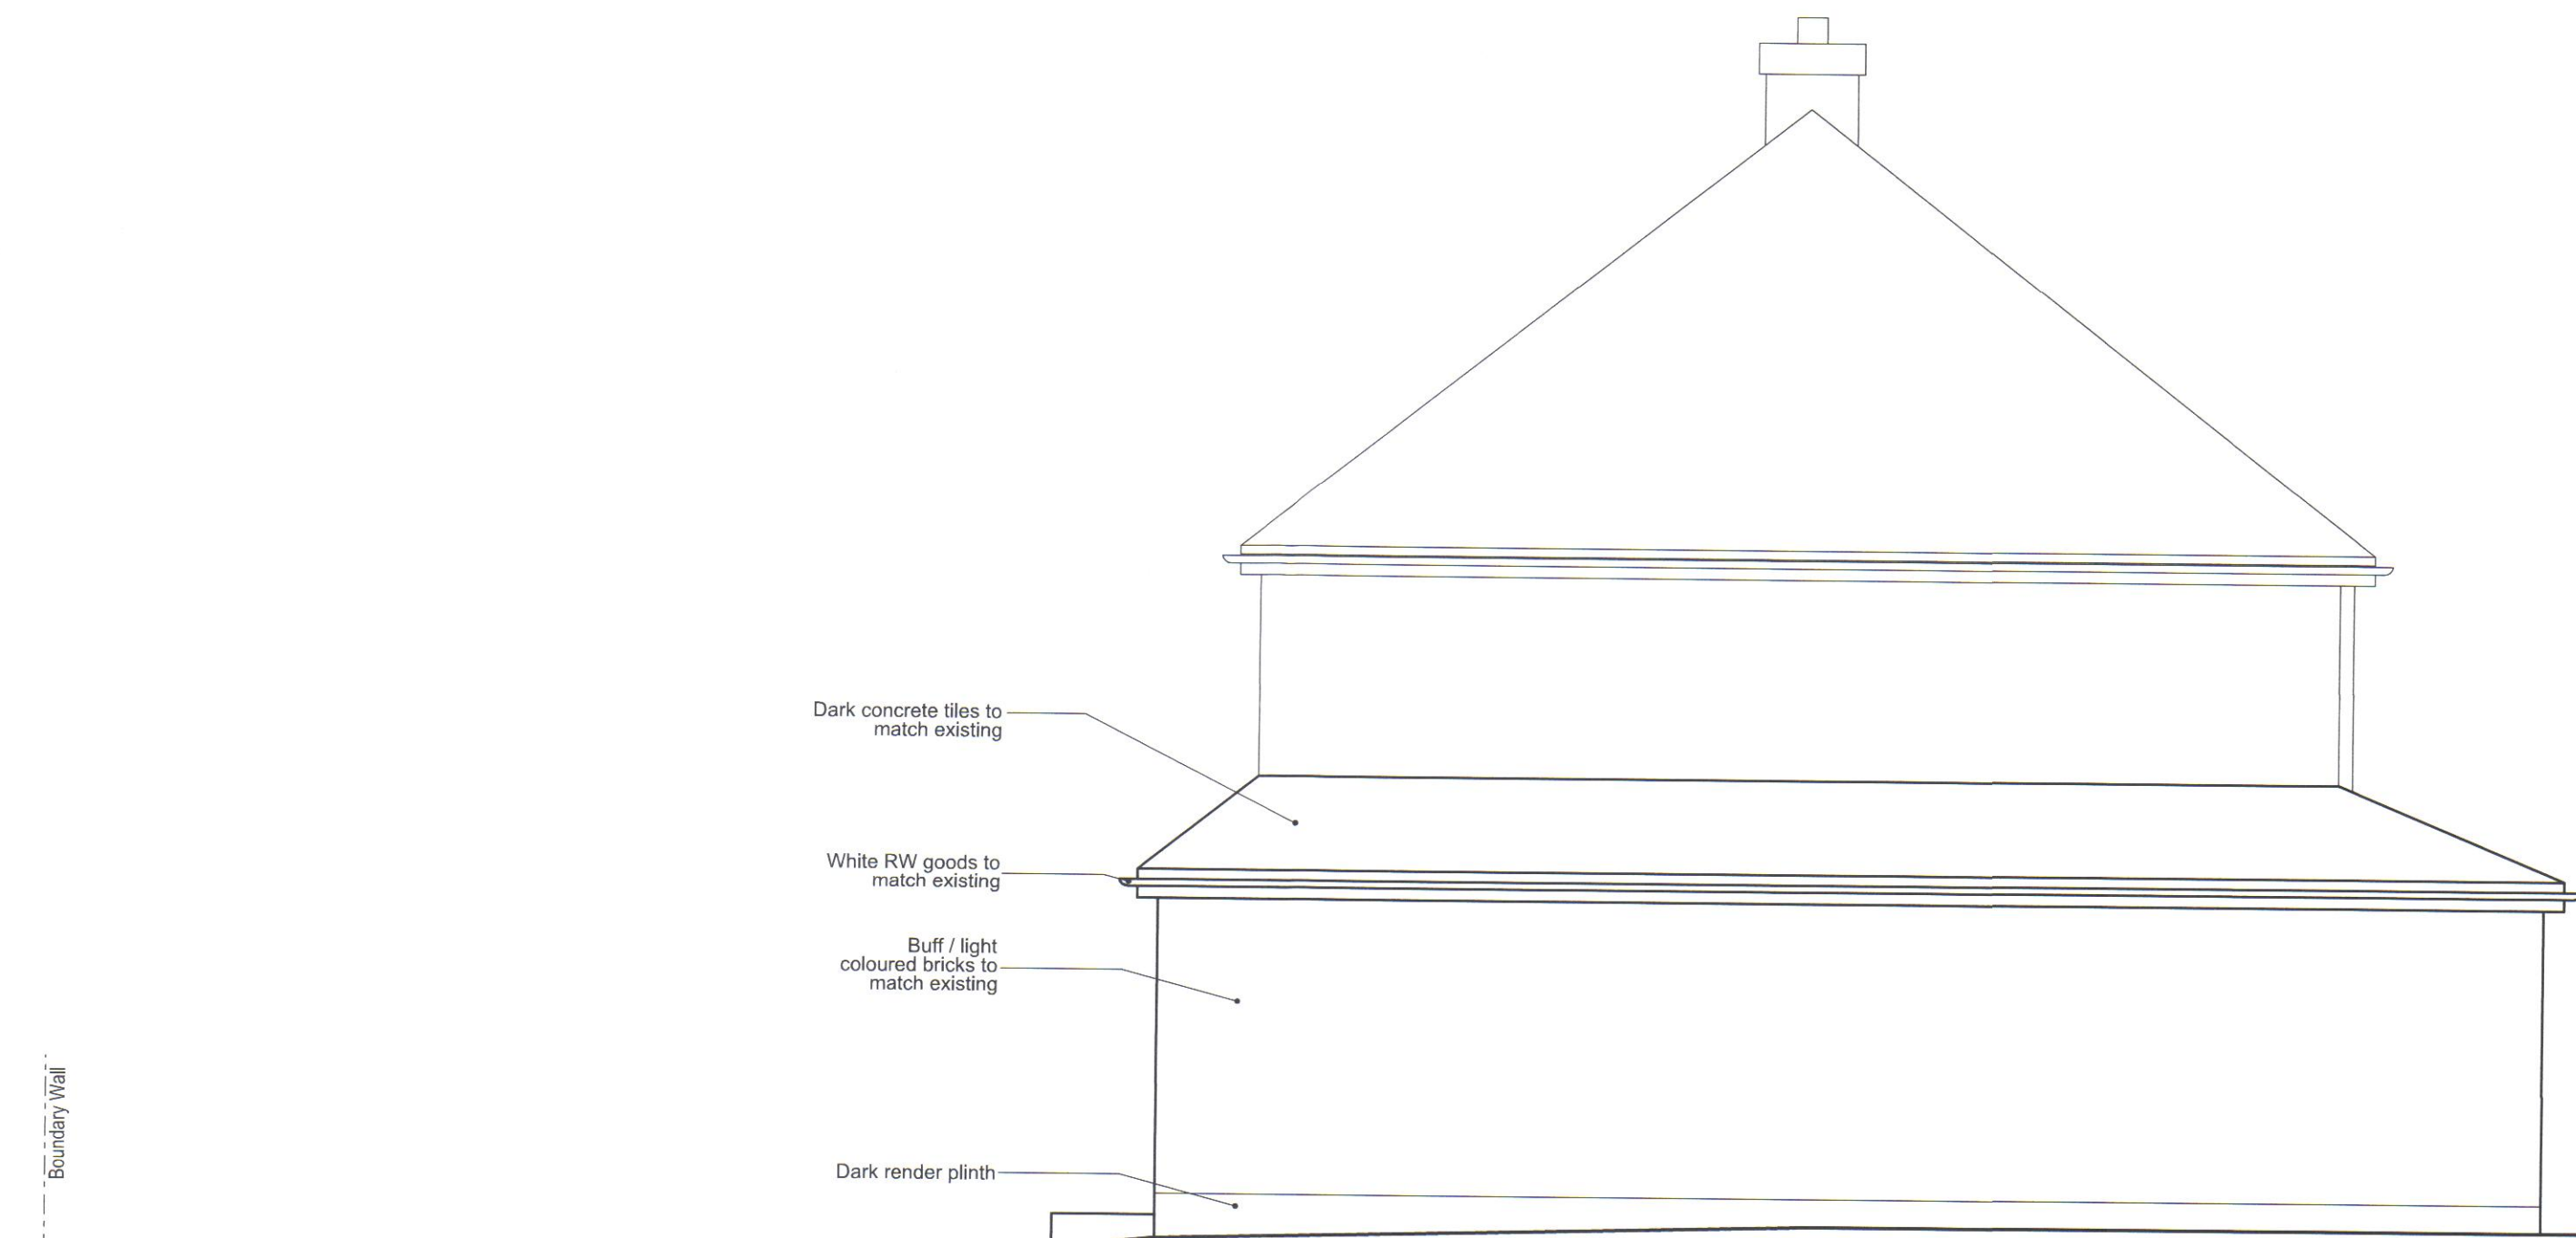 Dark concrete tiles to
match existing
White RW goods to
match existing
Buff / light
coloured bricks to
match existing
Dark render plinth
Boundary Wall